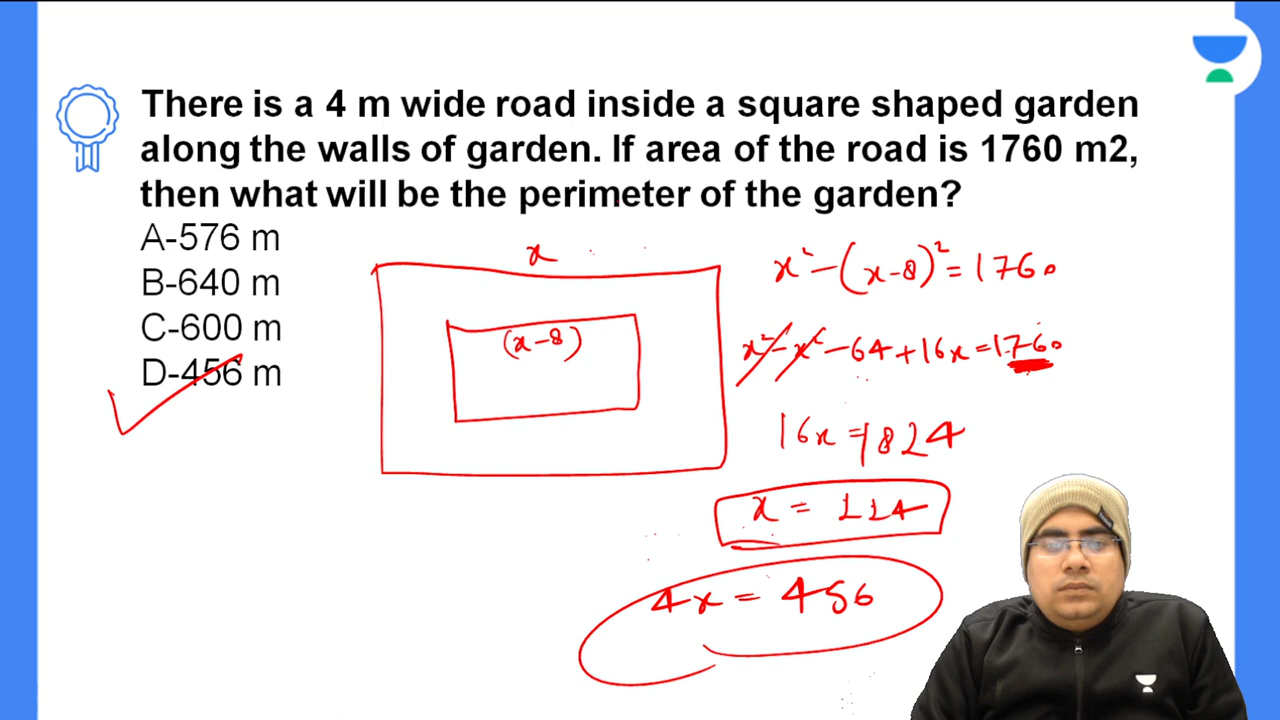 There is a 4 m wide road inside a square shaped garden
along the walls of garden. If area of the road is 1760 m2,
then what will be the perimeter of the garden?
A-576 m
B-640 m
C-600 m
D-456 m
x
(x-8)
x² - (x-8)² = 1760
x² - x² - 64 + 16x = 1760
16x = 1824
x = 114
4x = 456